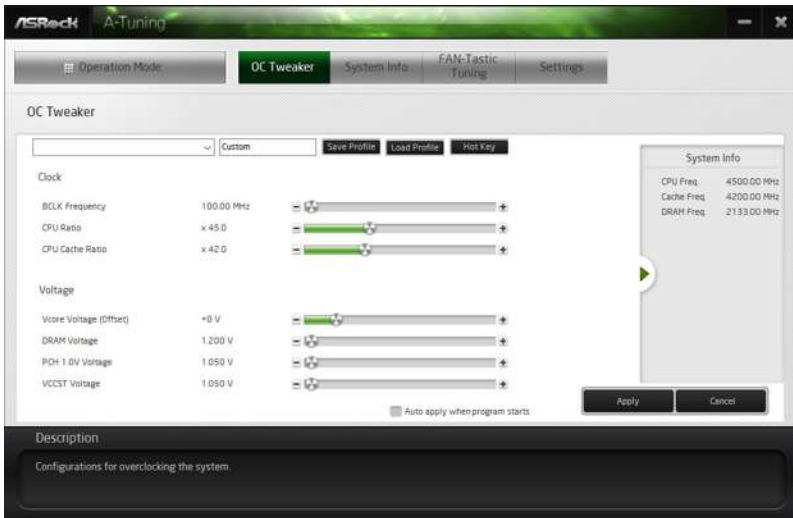 ASRock A-Tuning
Operation Mode OC Tweaker System Info FAN-Tastic Tuning Settings
OC Tweaker
Custom Save Profile Load Profile Hot Key
System Info
Clock
CPU Freq. 4500.00 MHz
Cache Freq. 4200.00 MHz
DRAM Freq. 2133.00 MHz
BCLK Frequency 100.00 MHz
CPU Ratio x 45.0
CPU Cache Ratio x 42.0
Voltage
Vcore Voltage (Offset) +0 V
DRAM Voltage 1.200 V
PCH 1.0V Voltage 1.050 V
VCCST Voltage 1.050 V
Auto apply when program starts
Apply Cancel
Description
Configurations for overclocking the system.